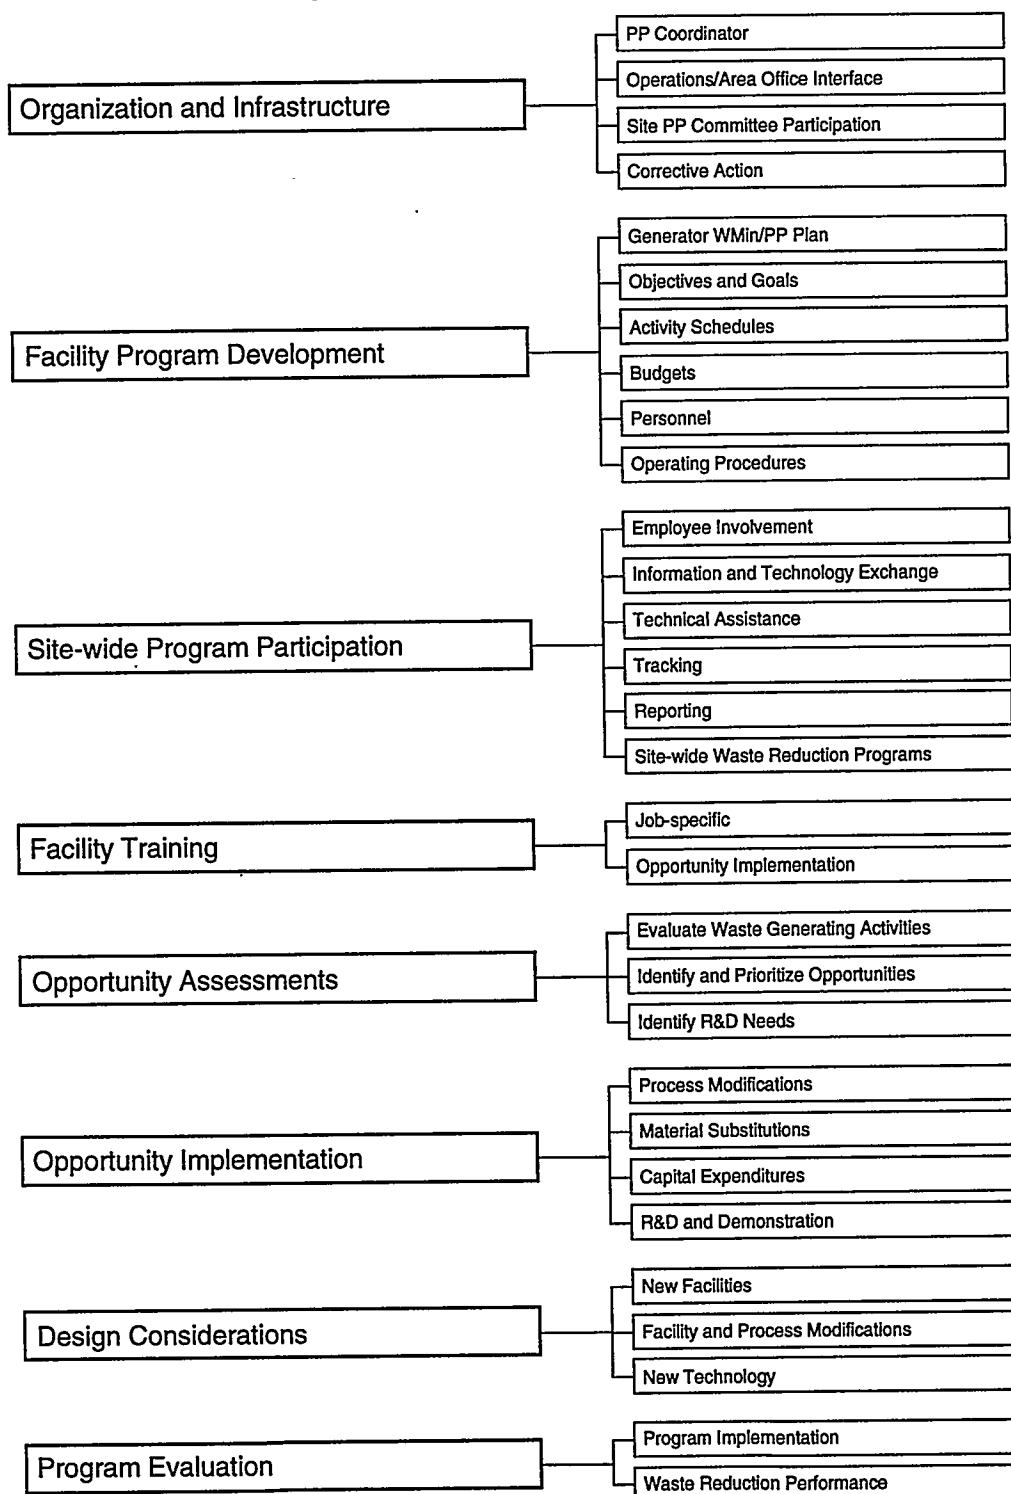 Organization and Infrastructure
PP Coordinator
Operations/Area Office Interface
Site PP Committee Participation
Corrective Action
Facility Program Development
Generator WMin/PP Plan
Objectives and Goals
Activity Schedules
Budgets
Personnel
Operating Procedures
Site-wide Program Participation
Employee Involvement
Information and Technology Exchange
Technical Assistance
Tracking
Reporting
Site-wide Waste Reduction Programs
Facility Training
Job-specific
Opportunity Implementation
Opportunity Assessments
Evaluate Waste Generating Activities
Identify and Prioritize Opportunities
Identify R&D Needs
Opportunity Implementation
Process Modifications
Material Substitutions
Capital Expenditures
R&D and Demonstration
Design Considerations
New Facilities
Facility and Process Modifications
New Technology
Program Evaluation
Program Implementation
Waste Reduction Performance